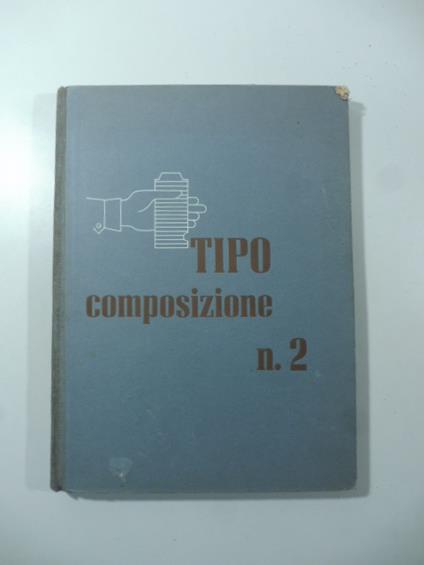 TIPO
composizione
n. 2